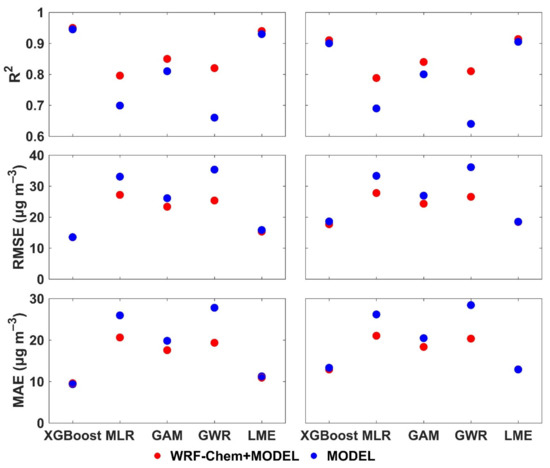 1
0.9
0.8
0.7
0.6
R²
40
30
20
10
0
RMSE (µg m⁻³)
30
20
10
0
MAE (µg m⁻³)
XGBoost MLR GAM GWR LME
XGBoost MLR GAM GWR LME
WRF-Chem+MODEL MODEL